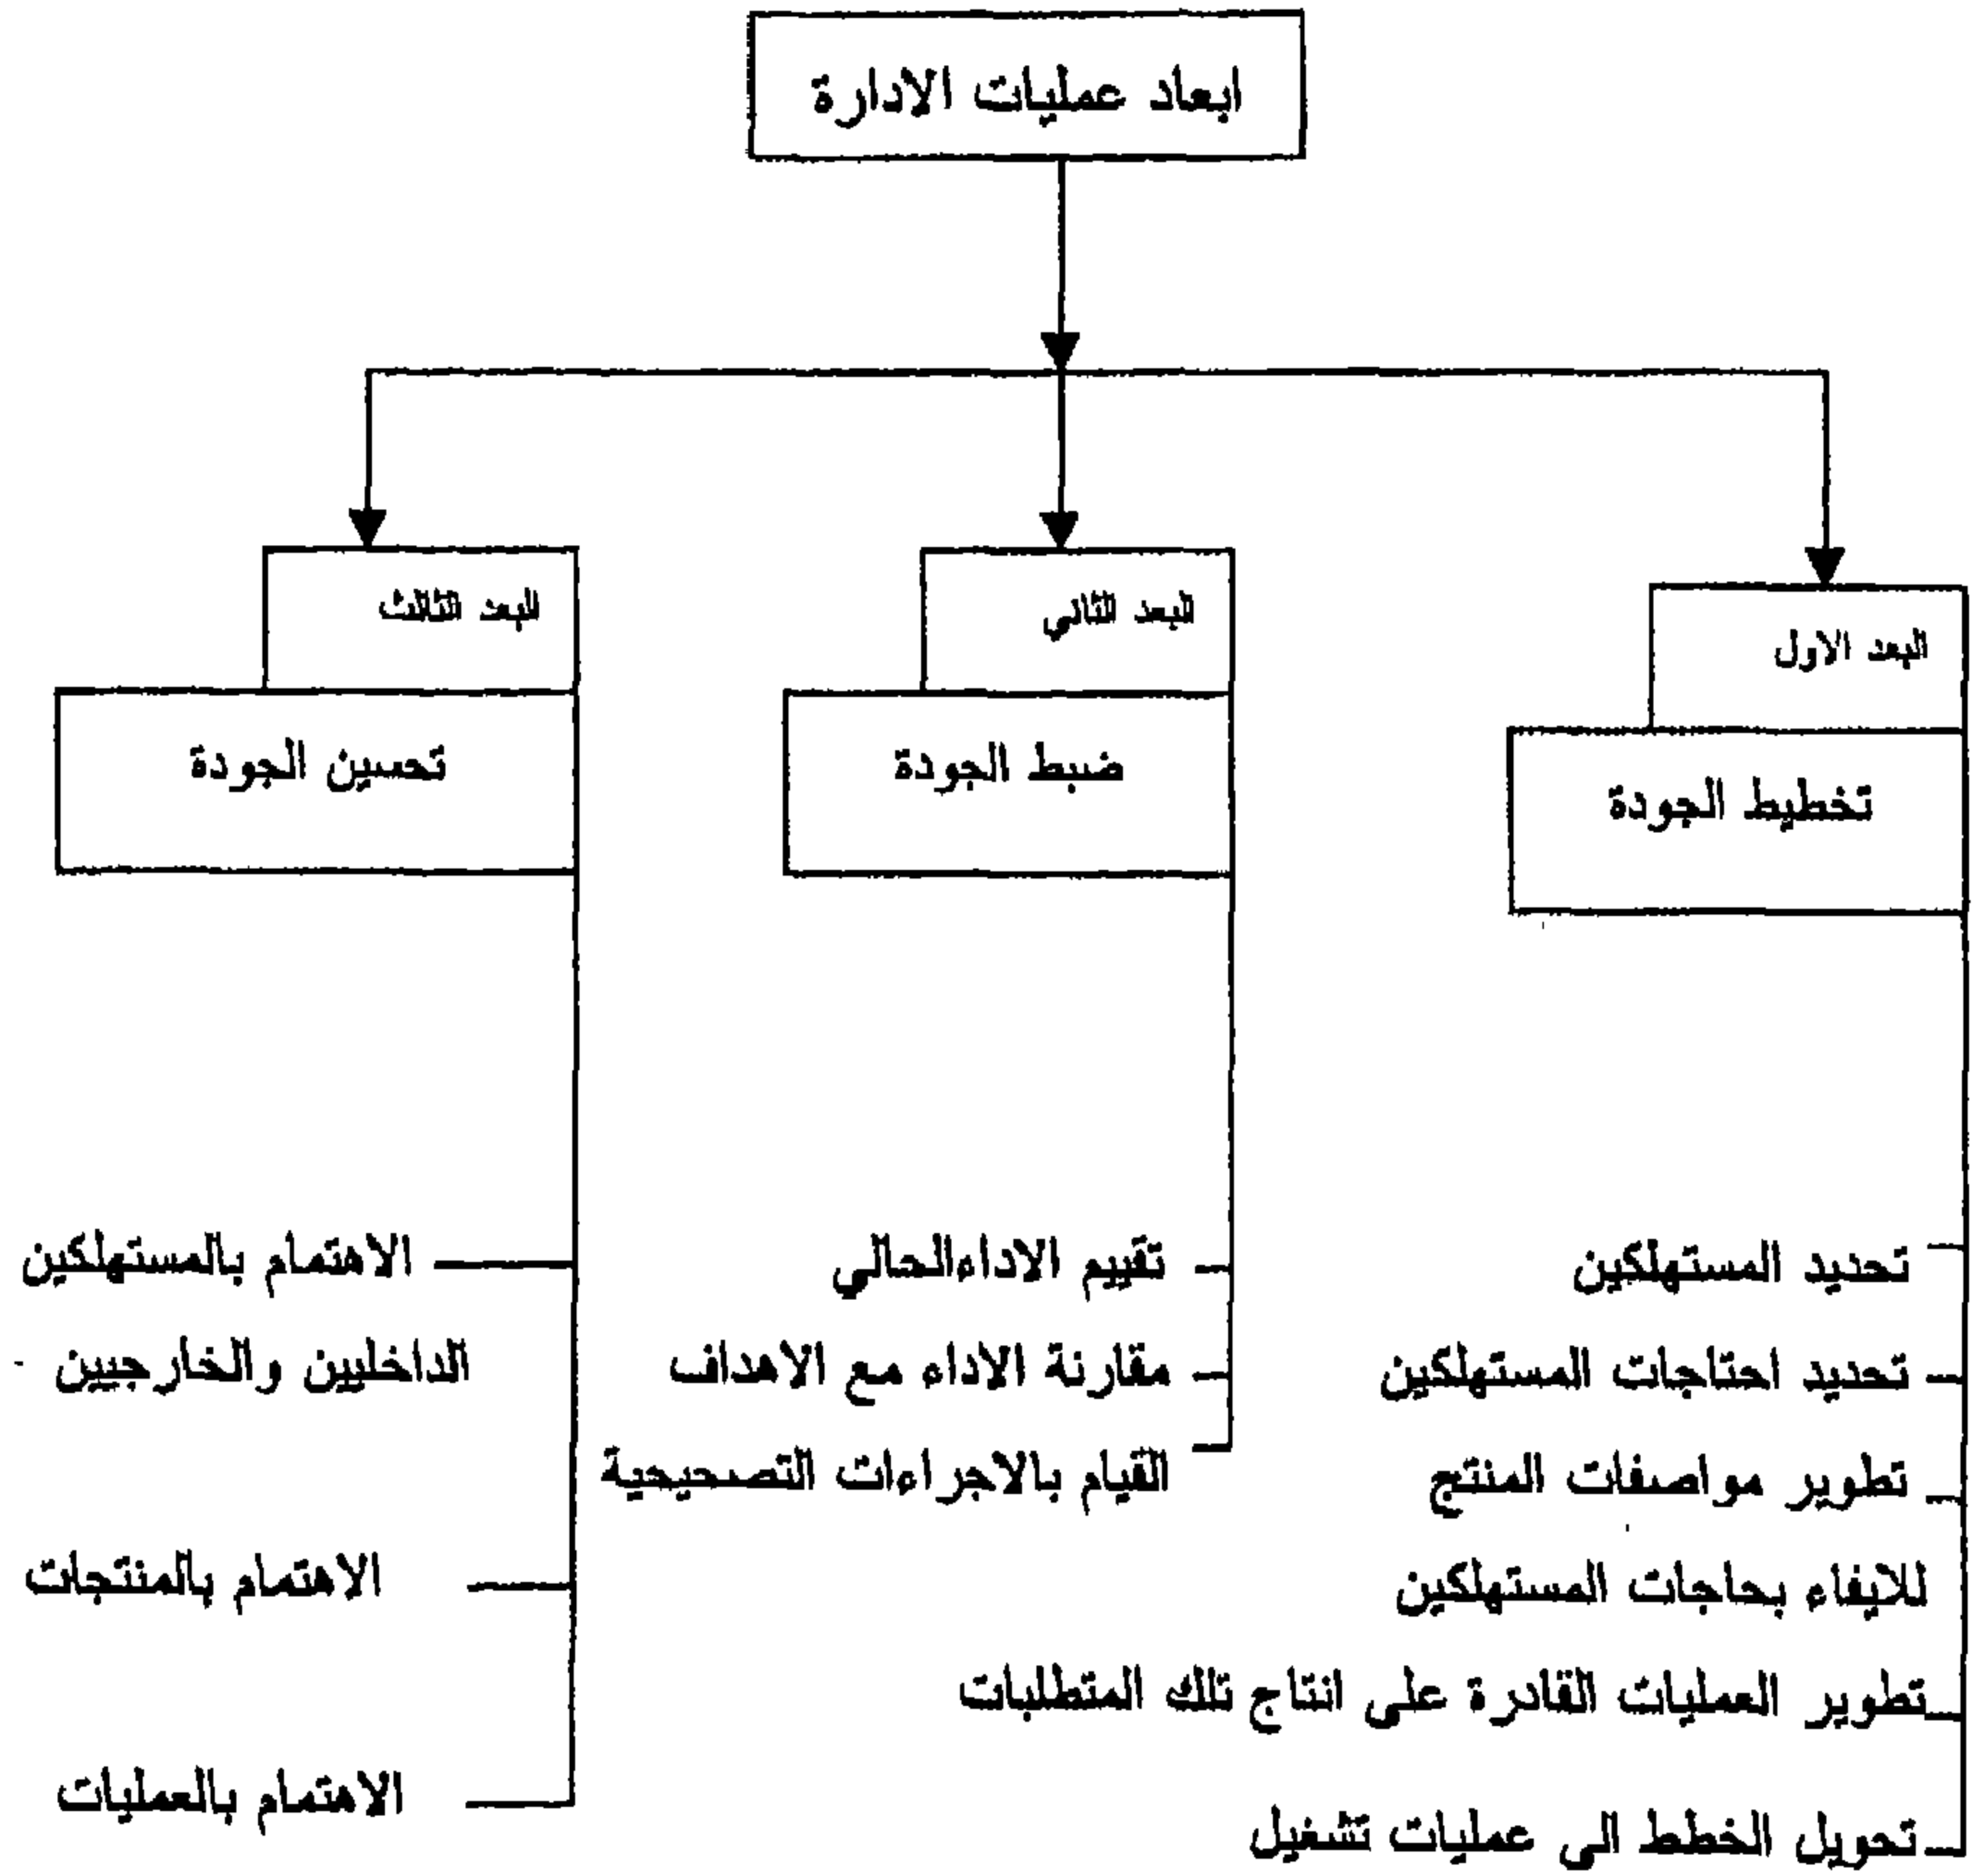 ابعاد عمليات الادارة
البعد الاول
تخطيط الجودة
تحديد المستهلكين
تحديد احتاجات المستهلكين
تطوير مواصفات المنتج
للايفاء بحاجات المستهلكين
تطوير العمليات القادرة على انتاج تلك المتطلبات
تحويل الخطط الى عمليات تشغيل
البعد الثاني
ضبط الجودة
تقييم الاداءالحالي
مقارنة الاداء مع الاهداف
القيام بالاجراءات التصحيحية
البعد الثالث
تحسين الجودة
الاهتمام بالمستهلكين
الداخليين والخارجيين
الاهتمام بالمنتجات
الاهتمام بالعمليات